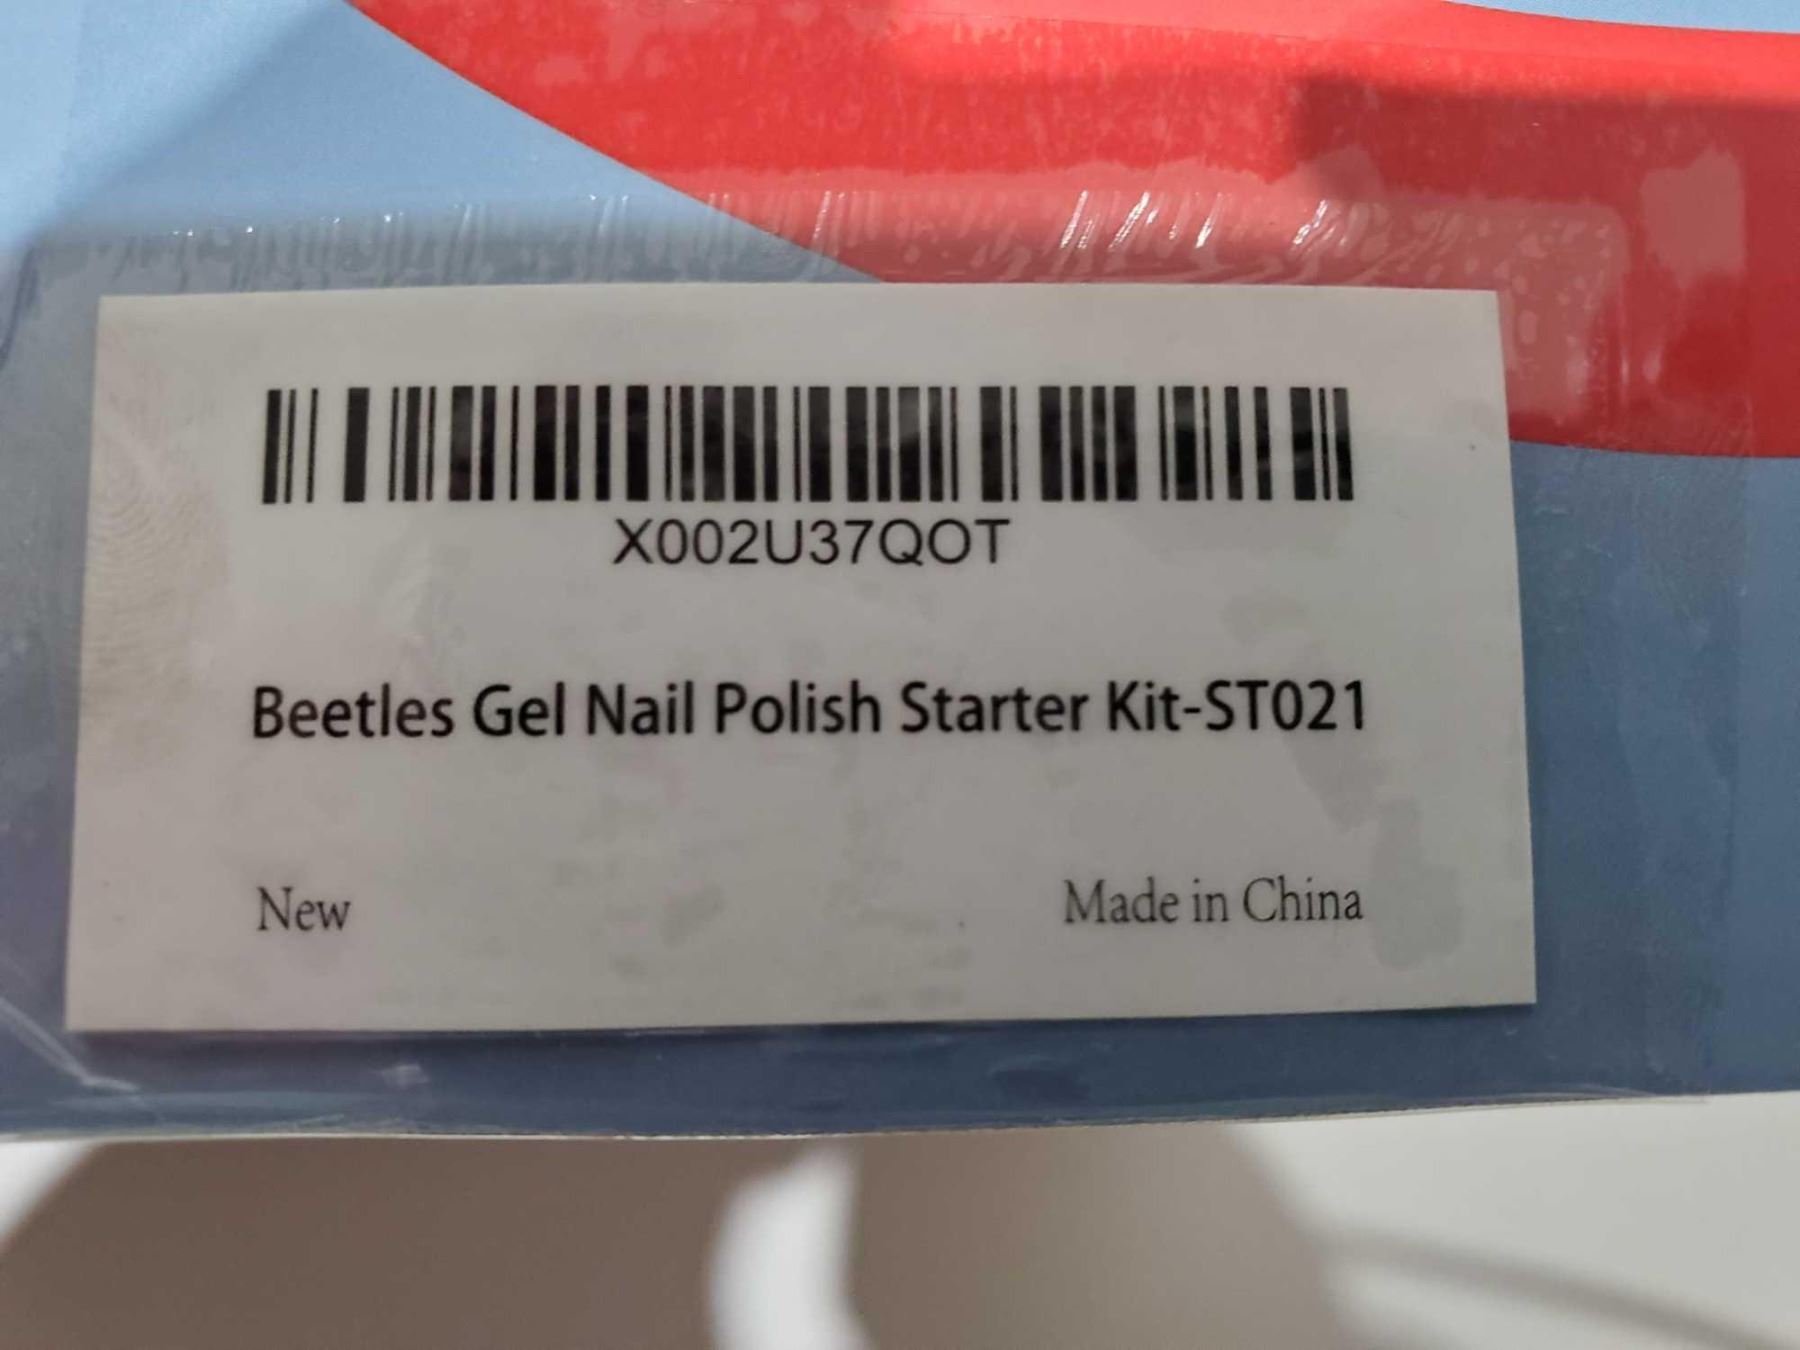 X002U37QOT
Beetles Gel Nail Polish Starter Kit-ST021
New
Made in China